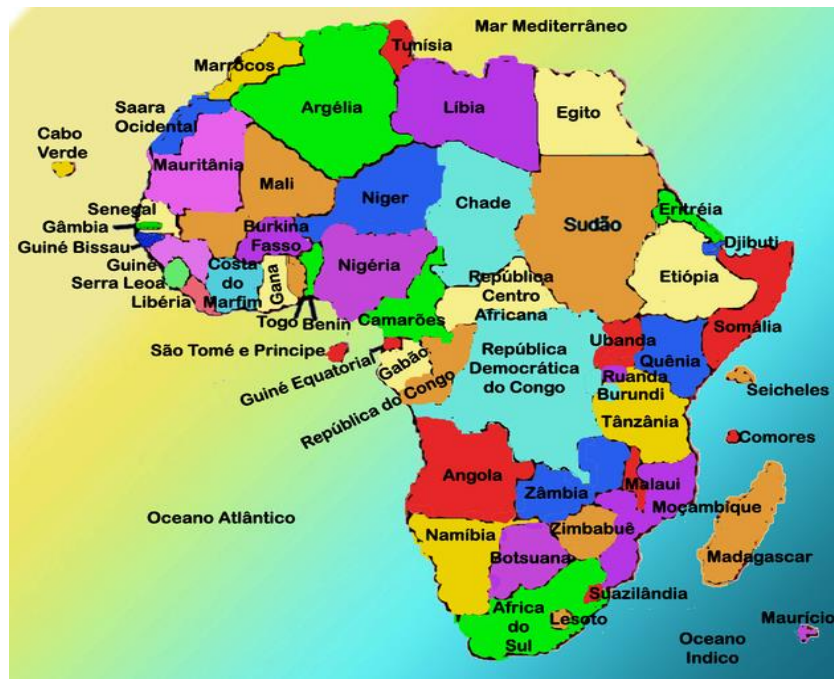 Mar Mediterrâneo
Tunísia
Marrocos
Argélia
Líbia
Egito
Saara
Ocidental
Cabo
Verde
Mauritânia
Mali
Niger
Chade
Sudão
Eritréia
Senegal
Gâmbia
Guiné Bissau
Burkina
Fasso
Djibuti
Guiné
Serra Leoa
Libéria
Costa
do
Marfim
Gana
Togo
Benin
Nigéria
Camarões
República
Centro
Africana
Etiópia
Somália
São Tomé e Principe
Guiné Equatorial
Gabão
República do Congo
República
Democrática
do Congo
Ubanda
Quênia
Ruanda
Burundi
Tânzânia
Seicheles
Comores
Angola
Zâmbia
Malaui
Moçambique
Oceano Atlântico
Namíbia
Zimbabuê
Botsuana
Madagascar
Suazilândia
Africa
do
Sul
Lesoto
Maurício
Oceano
Indico